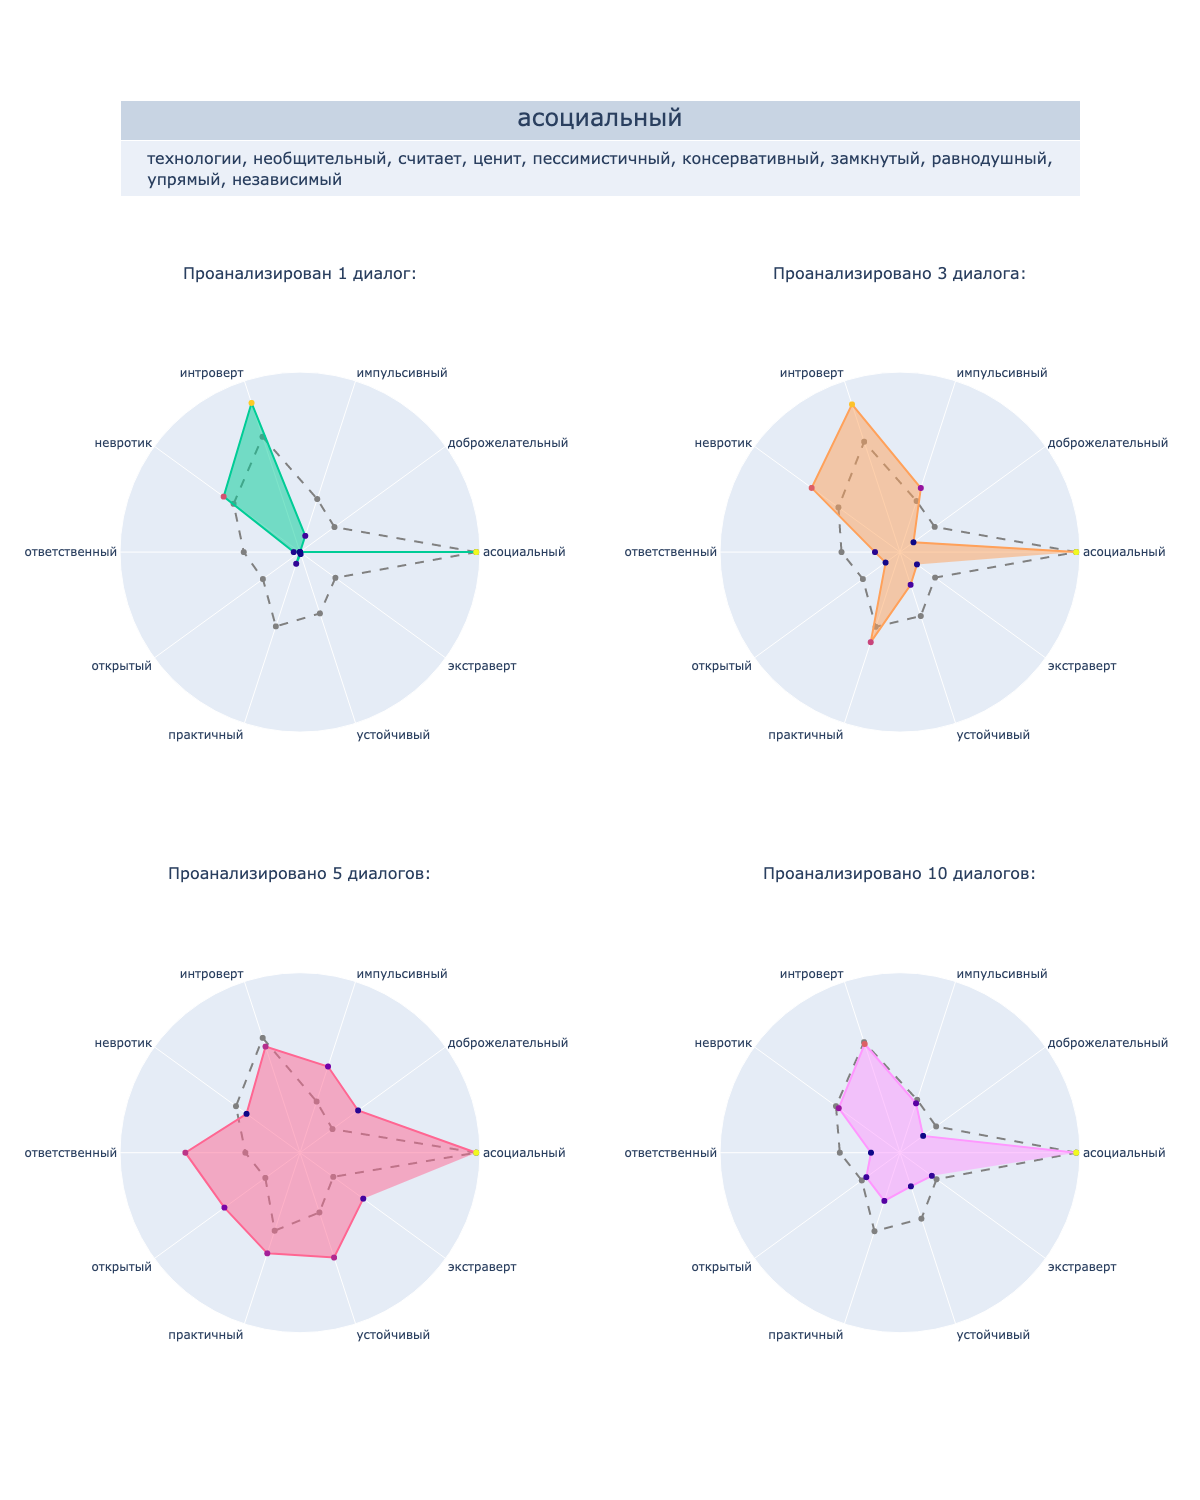 асоциальный
технологии, необщительный, считает, ценит, пессимистичный, консервативный, замкнутый, равнодушный,
упрямый, независимый
Проанализирован 1 диалог:
интроверт
импульсивный
невротик
доброжелательный
ответственный
асоциальный
открытый
экстраверт
практичный
устойчивый
Проанализировано 3 диалога:
интроверт
импульсивный
невротик
доброжелательный
ответственный
асоциальный
открытый
экстраверт
практичный
устойчивый
Проанализировано 5 диалогов:
интроверт
импульсивный
невротик
доброжелательный
ответственный
асоциальный
открытый
экстраверт
практичный
устойчивый
Проанализировано 10 диалогов:
интроверт
импульсивный
невротик
доброжелательный
ответственный
асоциальный
открытый
экстраверт
практичный
устойчивый